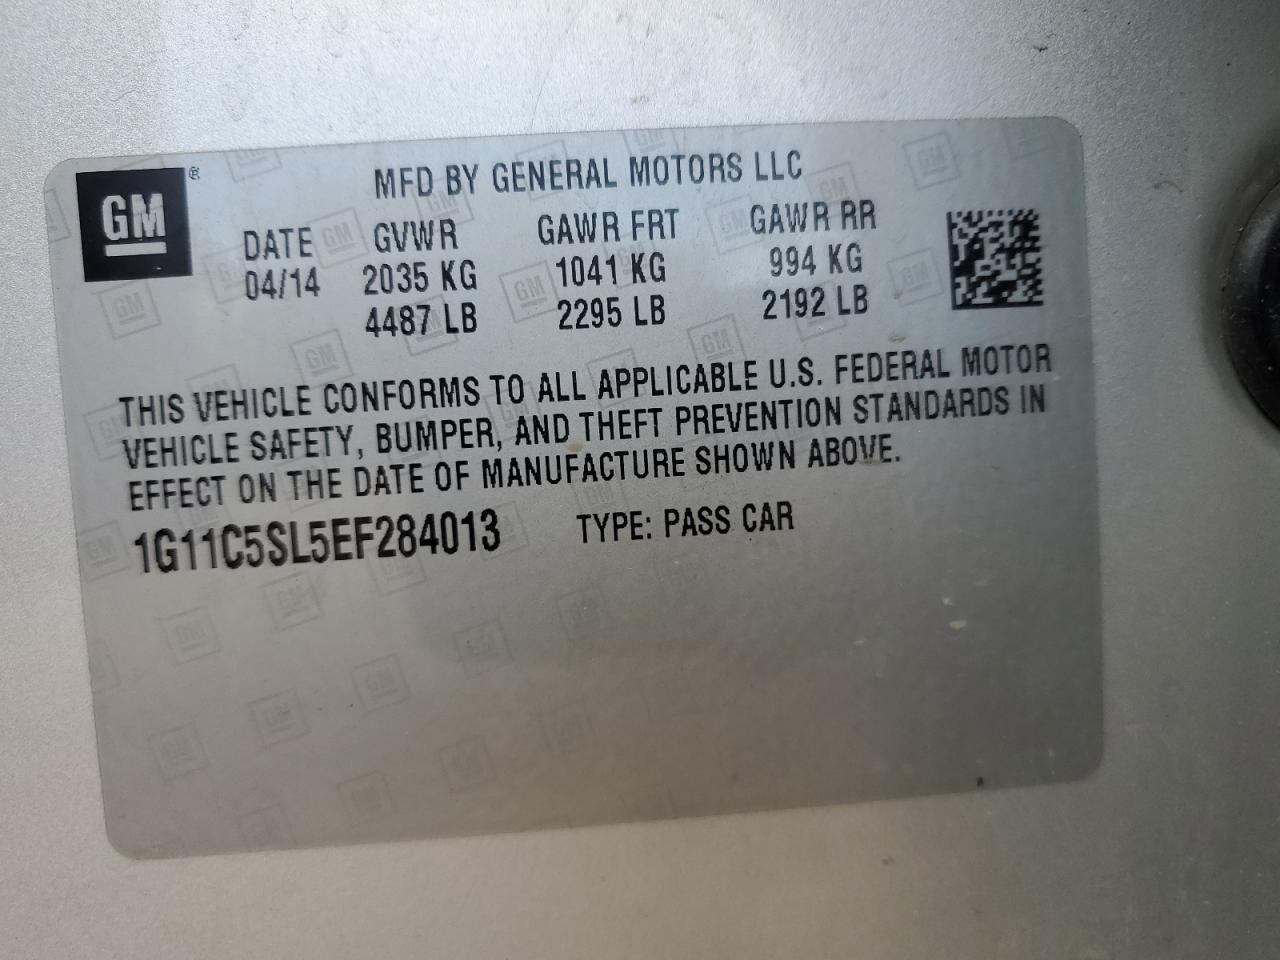 GM ®
MFD BY GENERAL MOTORS LLC
DATE GVWR GAWR FRT GAWR RR
04/14 2035 KG 1041 KG 994 KG
4487 LB 2295 LB 2192 LB
THIS VEHICLE CONFORMS TO ALL APPLICABLE U.S. FEDERAL MOTOR
VEHICLE SAFETY, BUMPER, AND THEFT PREVENTION STANDARDS IN
EFFECT ON THE DATE OF MANUFACTURE SHOWN ABOVE.
1G11C5SL5EF284013 TYPE: PASS CAR